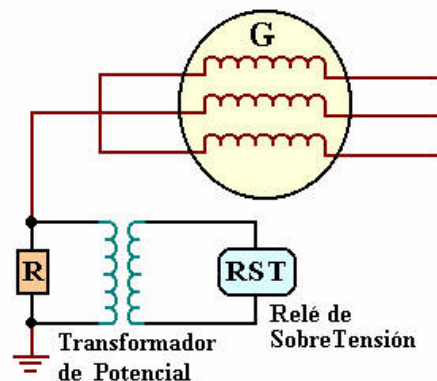 G
R
RST
Relé de
SobreTensión
Transformador
de Potencial